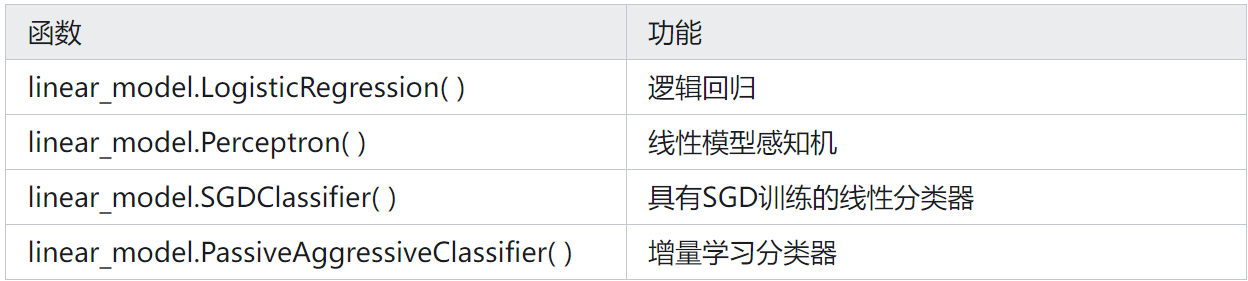 函数 功能
linear_model.LogisticRegression( ) 逻辑回归
linear_model.Perceptron( ) 线性模型感知机
linear_model.SGDClassifier( ) 具有SGD训练的线性分类器
linear_model.PassiveAggressiveClassifier( ) 增量学习分类器